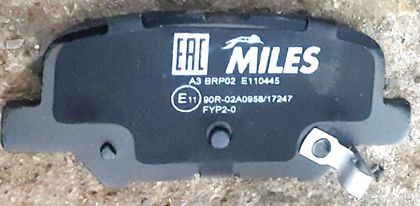 EAC MILES
A3 BRP02 E110445
E11 90R-02A0958/17247
FYP2-0